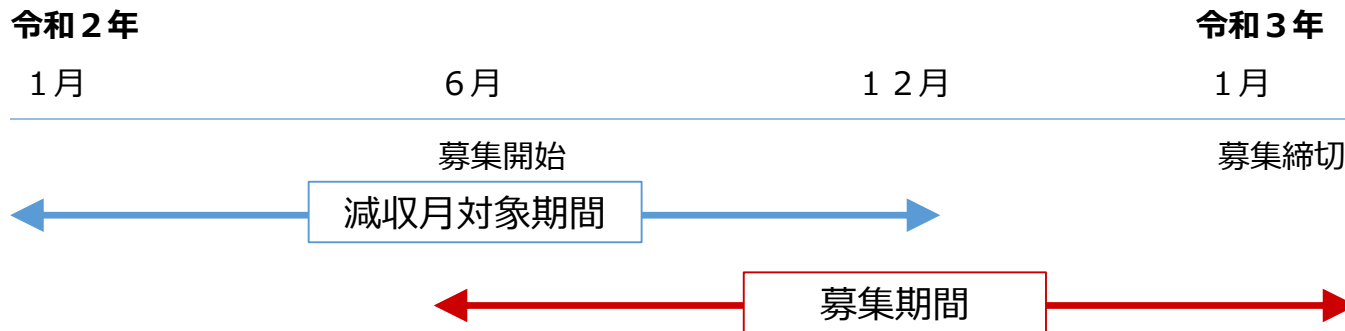 令和２年 令和３年
１月 ６月 １２月 １月
募集開始 募集締切
減収月対象期間
募集期間